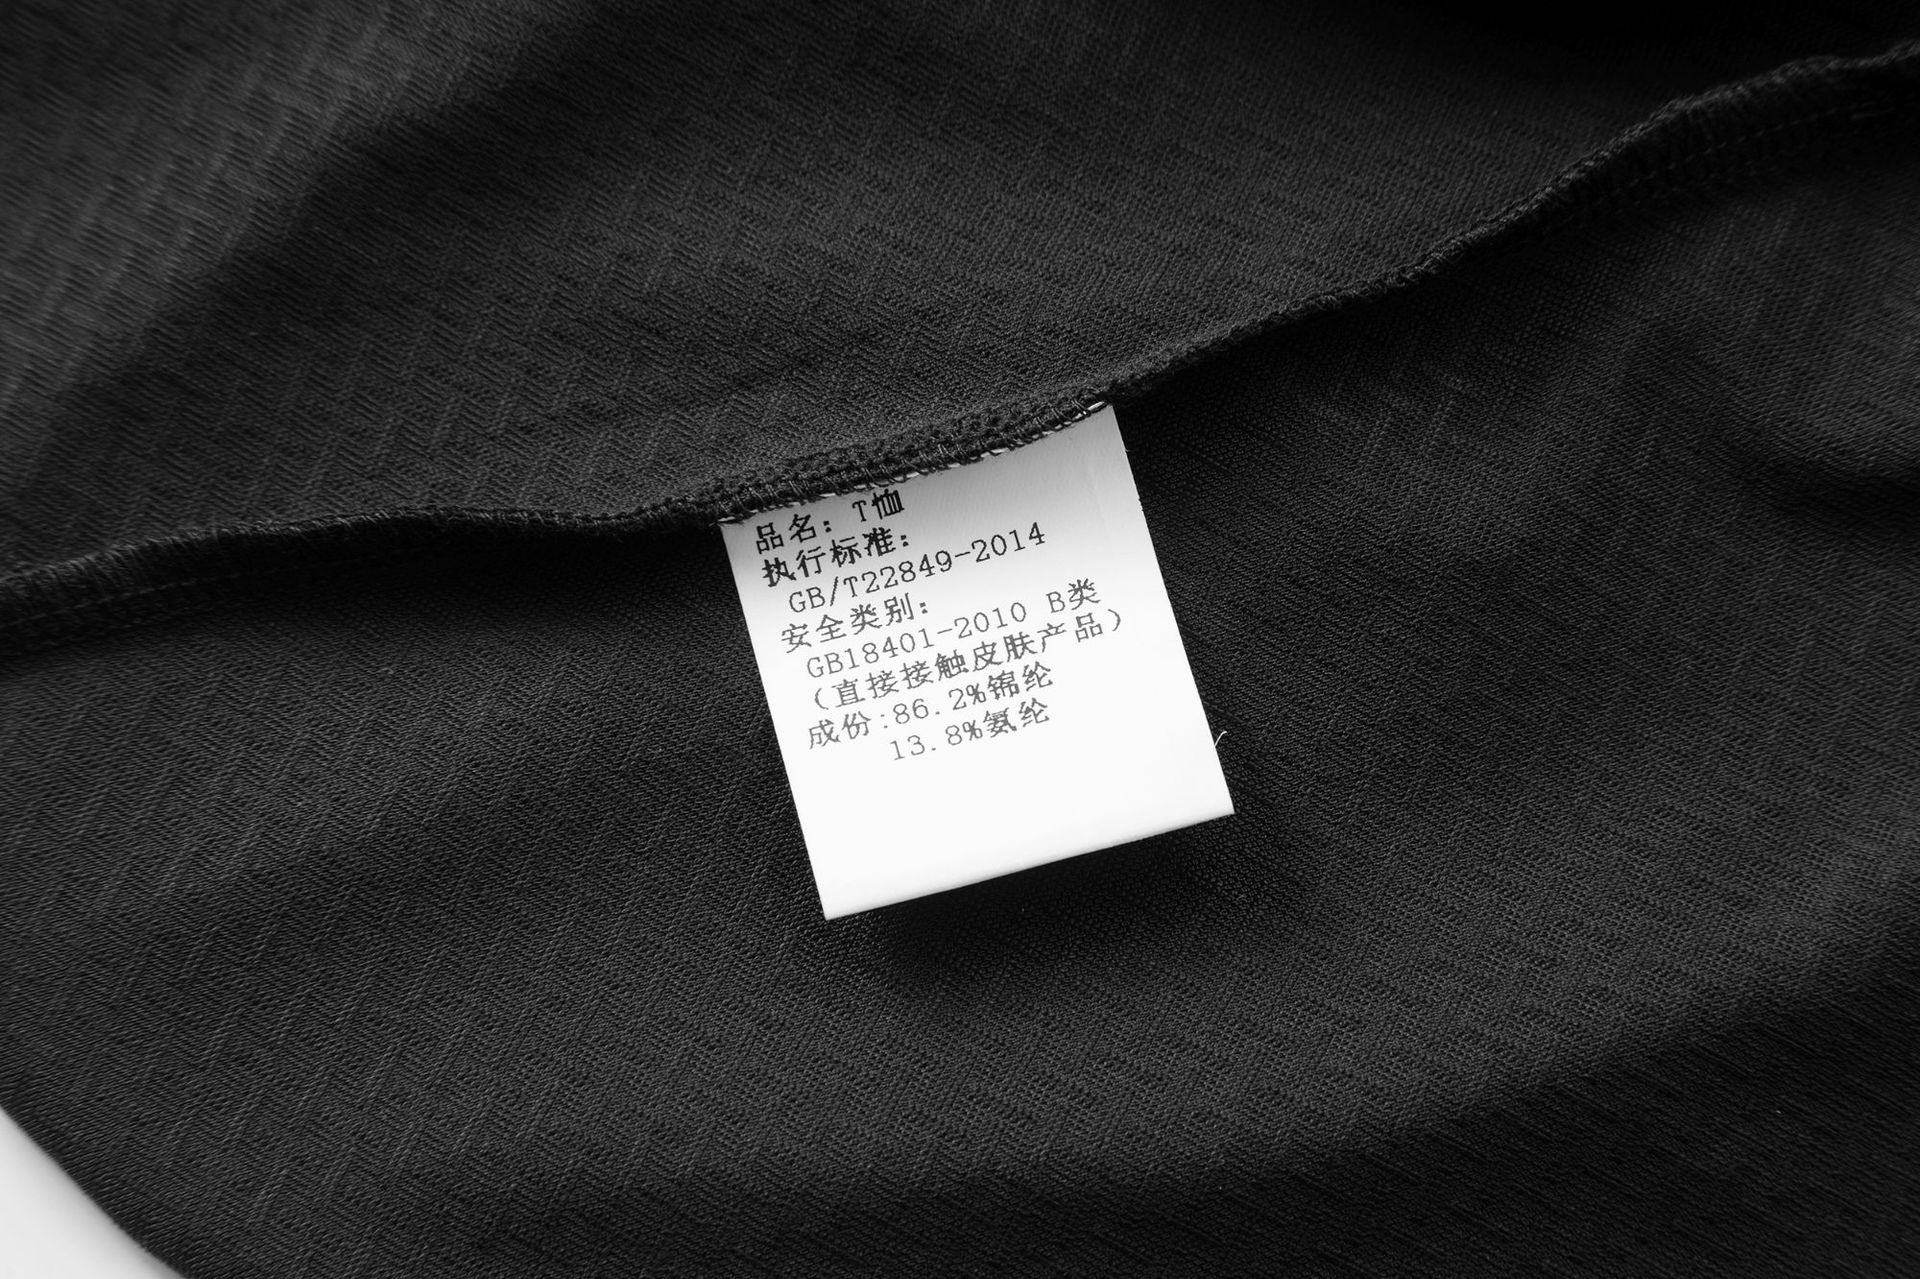 品名：T恤
执行标准：
GB/T22849-2014
安全类别：
GB18401-2010 B类
（直接接触皮肤产品）
成份:86.2%锦纶
13.8%氨纶